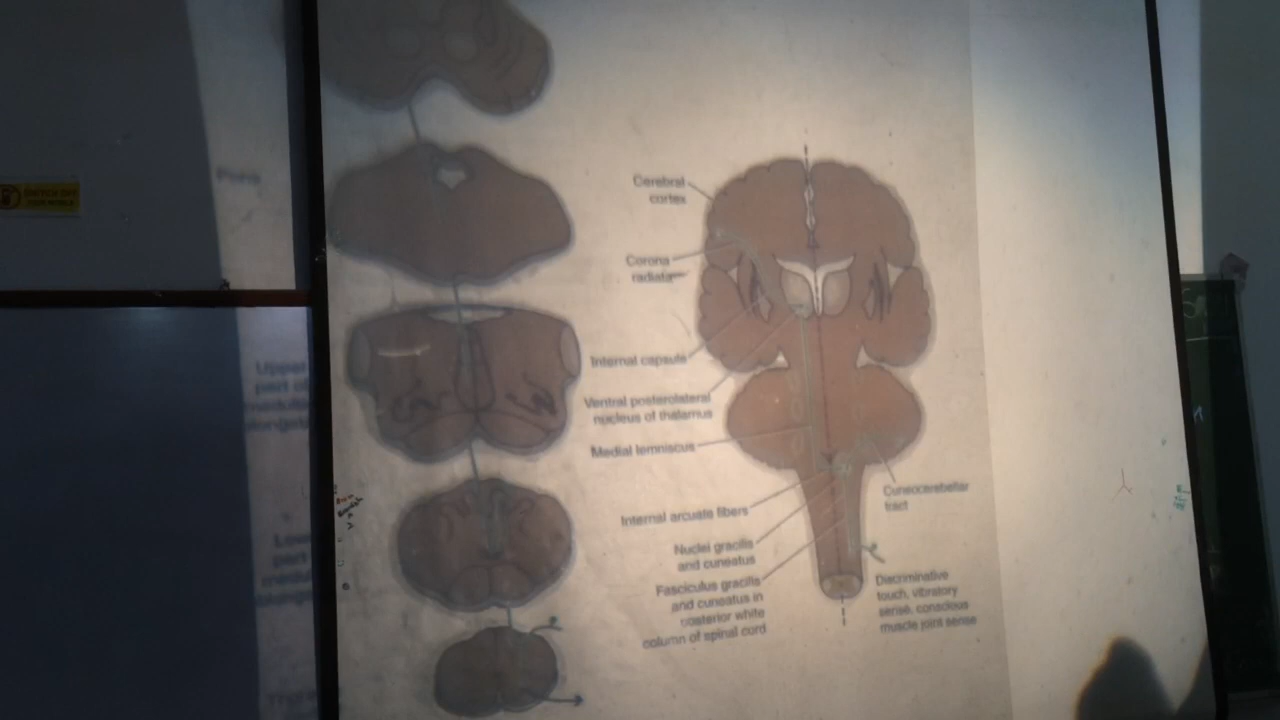 Pons
Upper
part of
Cerebral
cortex
Corona
radiata
Internal capsule
Ventral posterolateral
nucleus of thalamus
Medial lemniscus
Internal arcuate fibers
Nuclei gracilis
and cuneatus
Fasciculus gracilis
and cuneatus in
posterior white
column of spinal cord
Cuneocerebellar
tract
Discriminative
touch, vibratory
sense, conscious
muscle joint sense